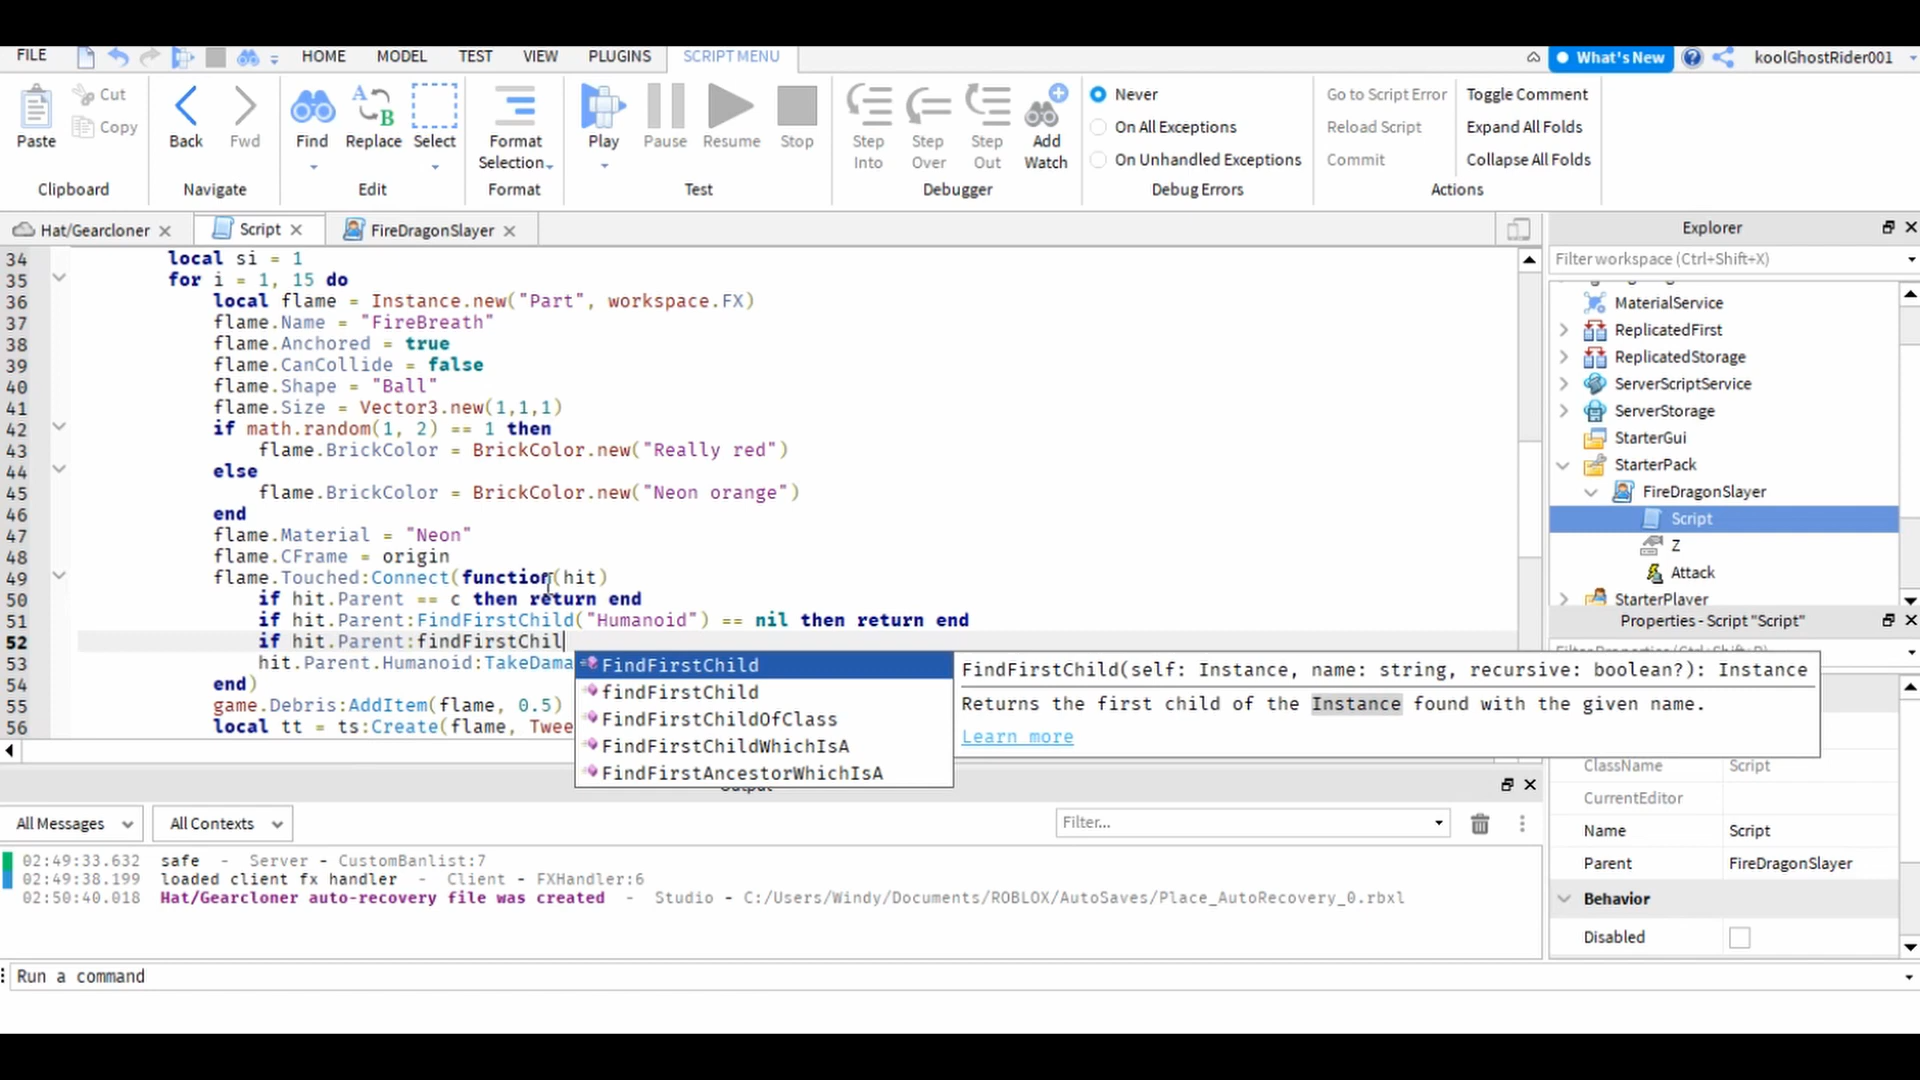 FILE HOME MODEL TEST VIEW PLUGINS SCRIPT MENU What's New koolGhostRider001
Paste Cut Copy Back Fwd Find Replace Select Format Selection Play Pause Resume Stop Step Into Step Over Step Out Add Watch
Never Go to Script Error Toggle Comment
On All Exceptions Reload Script Expand All Folds
On Unhandled Exceptions Commit Collapse All Folds
Clipboard Navigate Edit Format Test Debugger Debug Errors Actions
Hat/Gearcloner Script FireDragonSlayer Explorer
34 local si = 1
35 for i = 1, 15 do
36 local flame = Instance.new("Part", workspace.FX)
37 flame.Name = "FireBreath"
38 flame.Anchored = true
39 flame.CanCollide = false
40 flame.Shape = "Ball"
41 flame.Size = Vector3.new(1,1,1)
42 if math.random(1, 2) == 1 then
43 flame.BrickColor = BrickColor.new("Really red")
44 else
45 flame.BrickColor = BrickColor.new("Neon orange")
46 end
47 flame.Material = "Neon"
48 flame.CFrame = origin
49 flame.Touched:Connect(function(hit)
50 if hit.Parent == c then return end
51 if hit.Parent:FindFirstChild("Humanoid") == nil then return end
52 if hit.Parent:findFirstChil
53 hit.Parent.Humanoid:TakeDama
54 end)
55 game.Debris:AddItem(flame, 0.5)
56 local tt = ts:Create(flame, Twee
FindFirstChild
findFirstChild
FindFirstChildOfClass
FindFirstChildWhichIsA
FindFirstAncestorWhichIsA
FindFirstChild(self: Instance, name: string, recursive: boolean?): Instance
Returns the first child of the Instance found with the given name.
Learn more
Filter workspace (Ctrl+Shift+X)
MaterialService
ReplicatedFirst
ReplicatedStorage
ServerScriptService
ServerStorage
StarterGui
StarterPack
FireDragonSlayer
Script
Z
Attack
StarterPlayer
Properties - Script "Script"
ClassName Script
CurrentEditor
Name Script
Parent FireDragonSlayer
Behavior
Disabled
All Messages All Contexts Filter...
02:49:33.632 safe - Server - CustomBanlist:7
02:49:38.199 loaded client fx handler - Client - FXHandler:6
02:50:40.018 Hat/Gearcloner auto-recovery file was created - Studio - C:/Users/Windy/Documents/ROBLOX/AutoSaves/Place_AutoRecovery_0.rbxl
Run a command